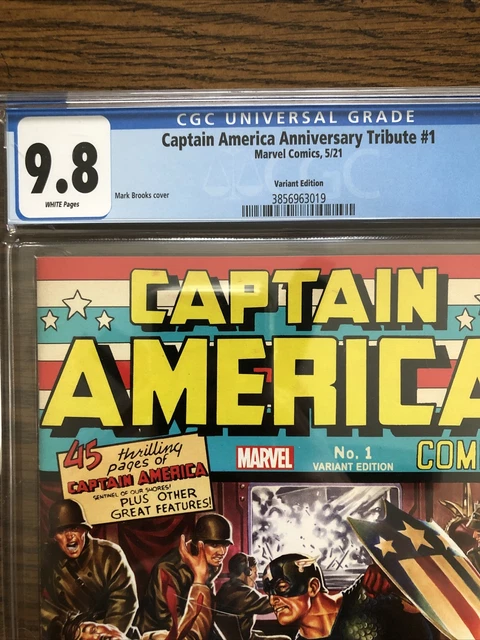 CGC UNIVERSAL GRADE
9.8
WHITE Pages
Captain America Anniversary Tribute #1
Marvel Comics, 5/21
Variant Edition
Mark Brooks cover
3856963019
CAPTAIN
AMERICA
45 thrilling
pages of
CAPTAIN AMERICA
SENTINEL OF OUR SHORES!
PLUS OTHER
GREAT FEATURES!
MARVEL
No. 1
VARIANT EDITION
COM